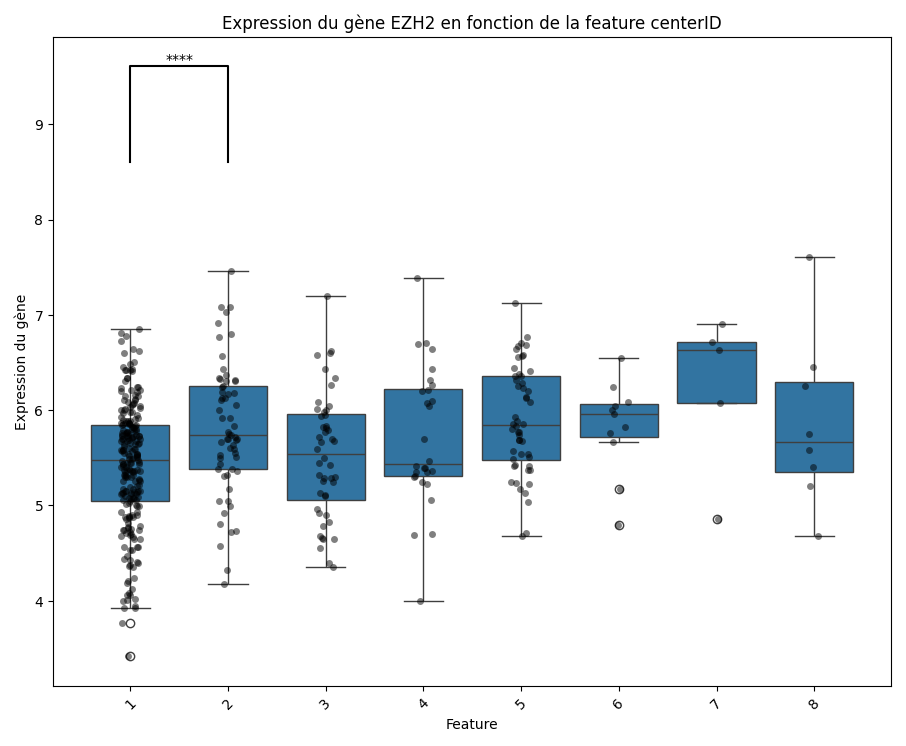 Expression du gène EZH2 en fonction de la feature centerID
****
9
8
7
6
5
4
Expression du gène
1 2 3 4 5 6 7 8
Feature